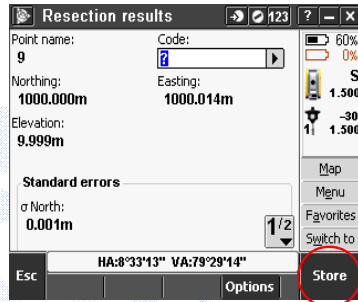 Resection results 123 ? – x
Point name: Code:
9 ?
60%
0%
Northing: Easting:
1000.000m 1000.014m
S
1.500
Elevation:
9.999m
-30
1 1.500
Map
Standard errors
Menu
σ North:
0.001m
1/2
Favorites
Switch to
HA:8°33'13" VA:79°29'14"
Esc Options Store